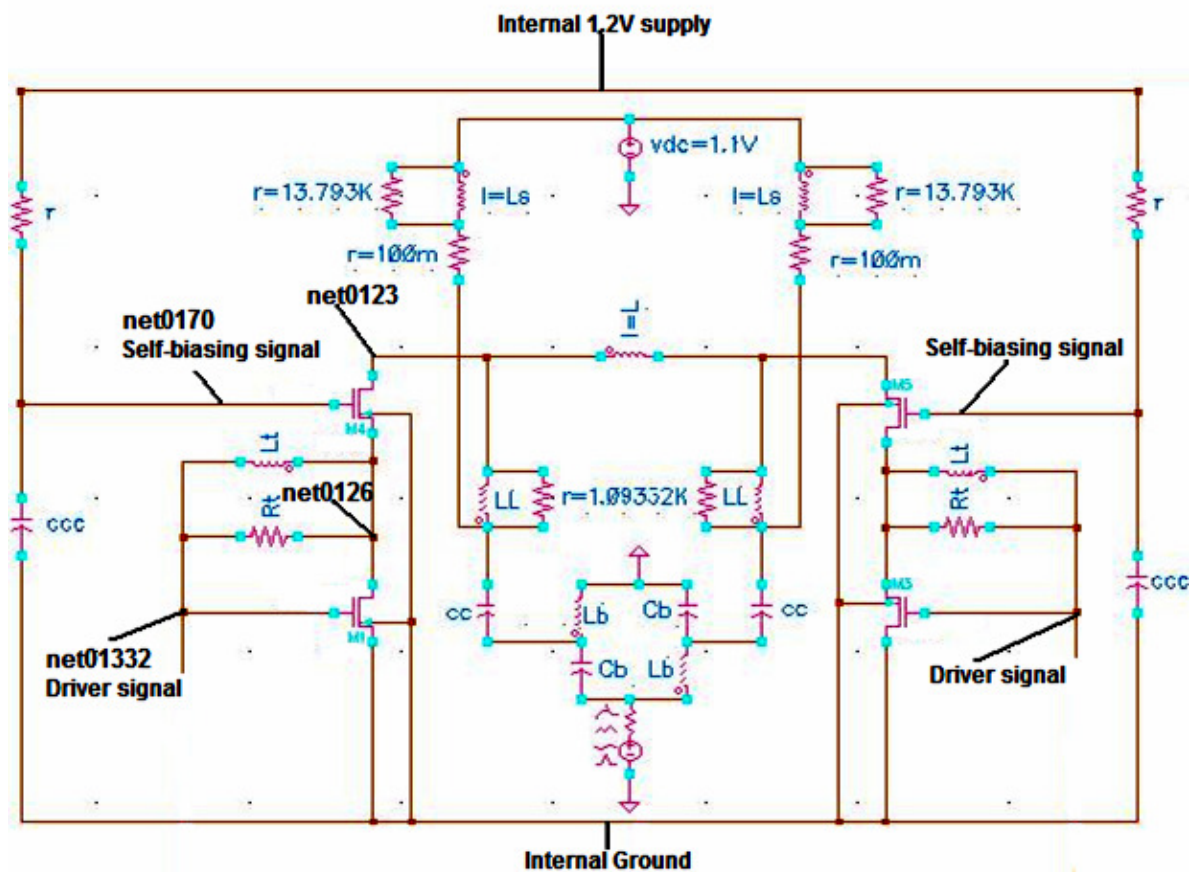 Internal 1.2V supply
vdc=1.1V
r=13.793K
l=Ls
l=Ls
r=13.793K
r
r
r=100m
r=100m
net0123
net0170
Self-biasing signal
l=L
Self-biasing signal
M4
M5
Lt
Lt
net0126
Rt
Rt
LL
r=1.09332K
LL
ccc
ccc
cc
Lb
Cb
cc
M1
M3
net01332
Driver signal
Cb
Lb
Driver signal
Internal Ground